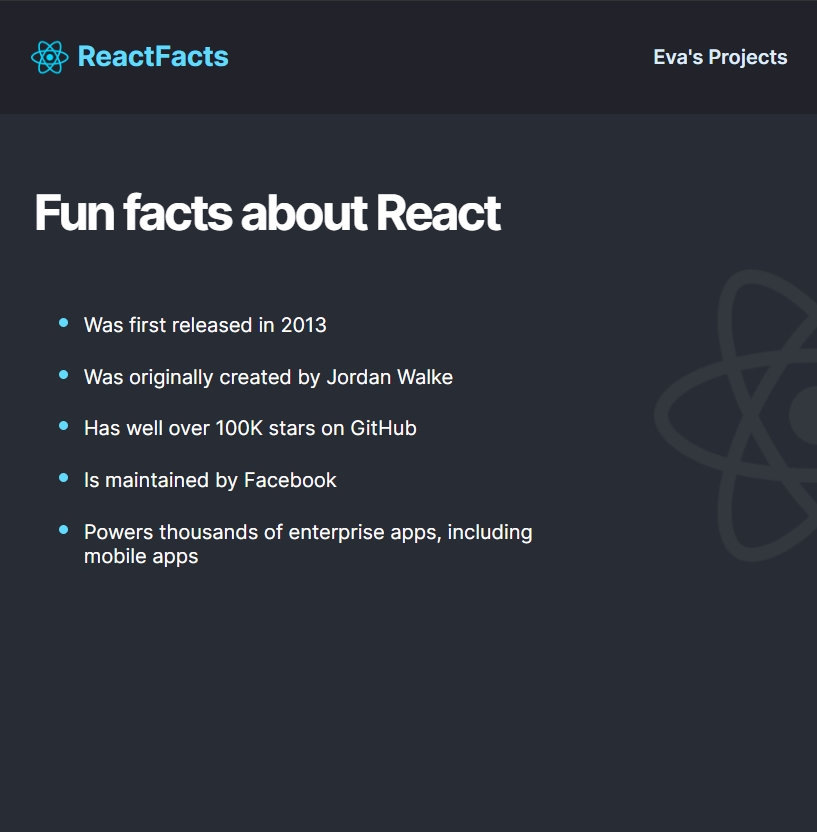 ReactFacts
Eva's Projects
Fun facts about React
Was first released in 2013
Was originally created by Jordan Walke
Has well over 100K stars on GitHub
Is maintained by Facebook
Powers thousands of enterprise apps, including
mobile apps